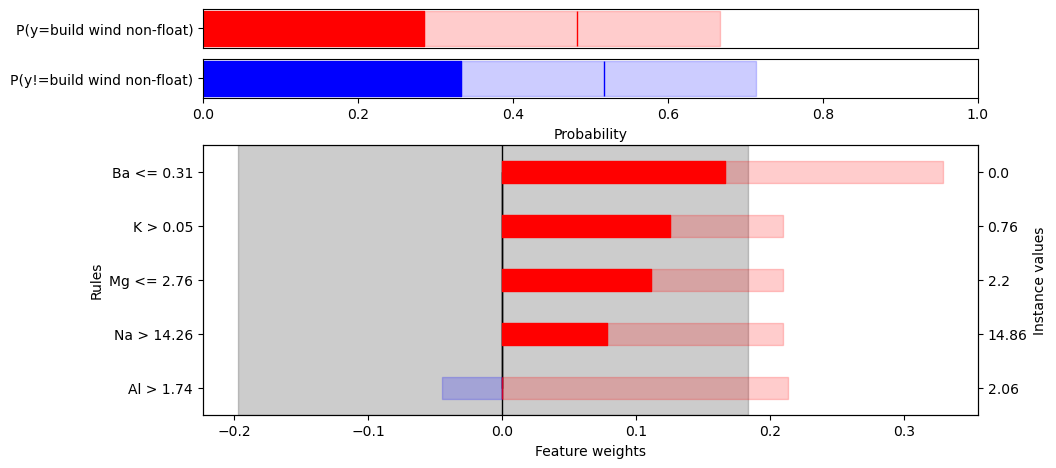 P(y=build wind non-float)
P(y!=build wind non-float)
0.0 0.2 0.4 0.6 0.8 1.0
Probability
Rules
Ba <= 0.31 0.0
K > 0.05 0.76
Mg <= 2.76 2.2
Na > 14.26 14.86
Al > 1.74 2.06
Instance values
−0.2 −0.1 0.0 0.1 0.2 0.3
Feature weights